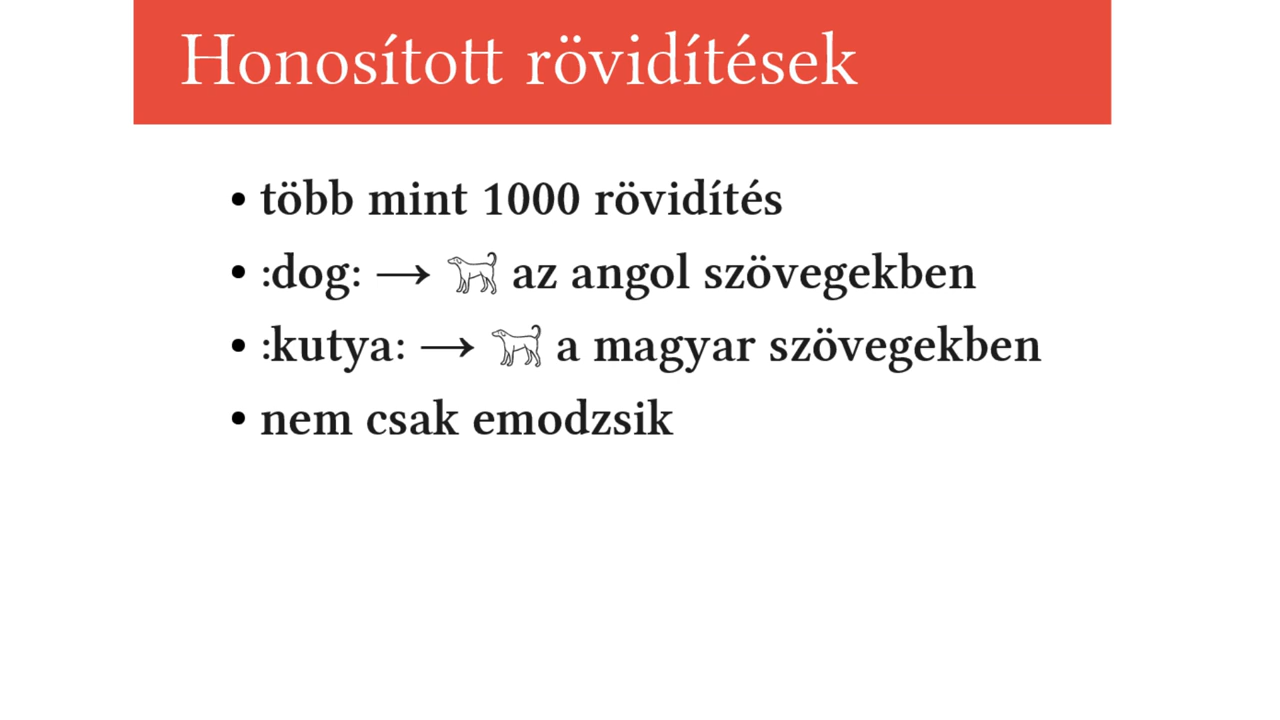 Honosított rövidítések
• több mint 1000 rövidítés
• :dog: → 🐕 az angol szövegekben
• :kutya: → 🐕 a magyar szövegekben
• nem csak emodzsik